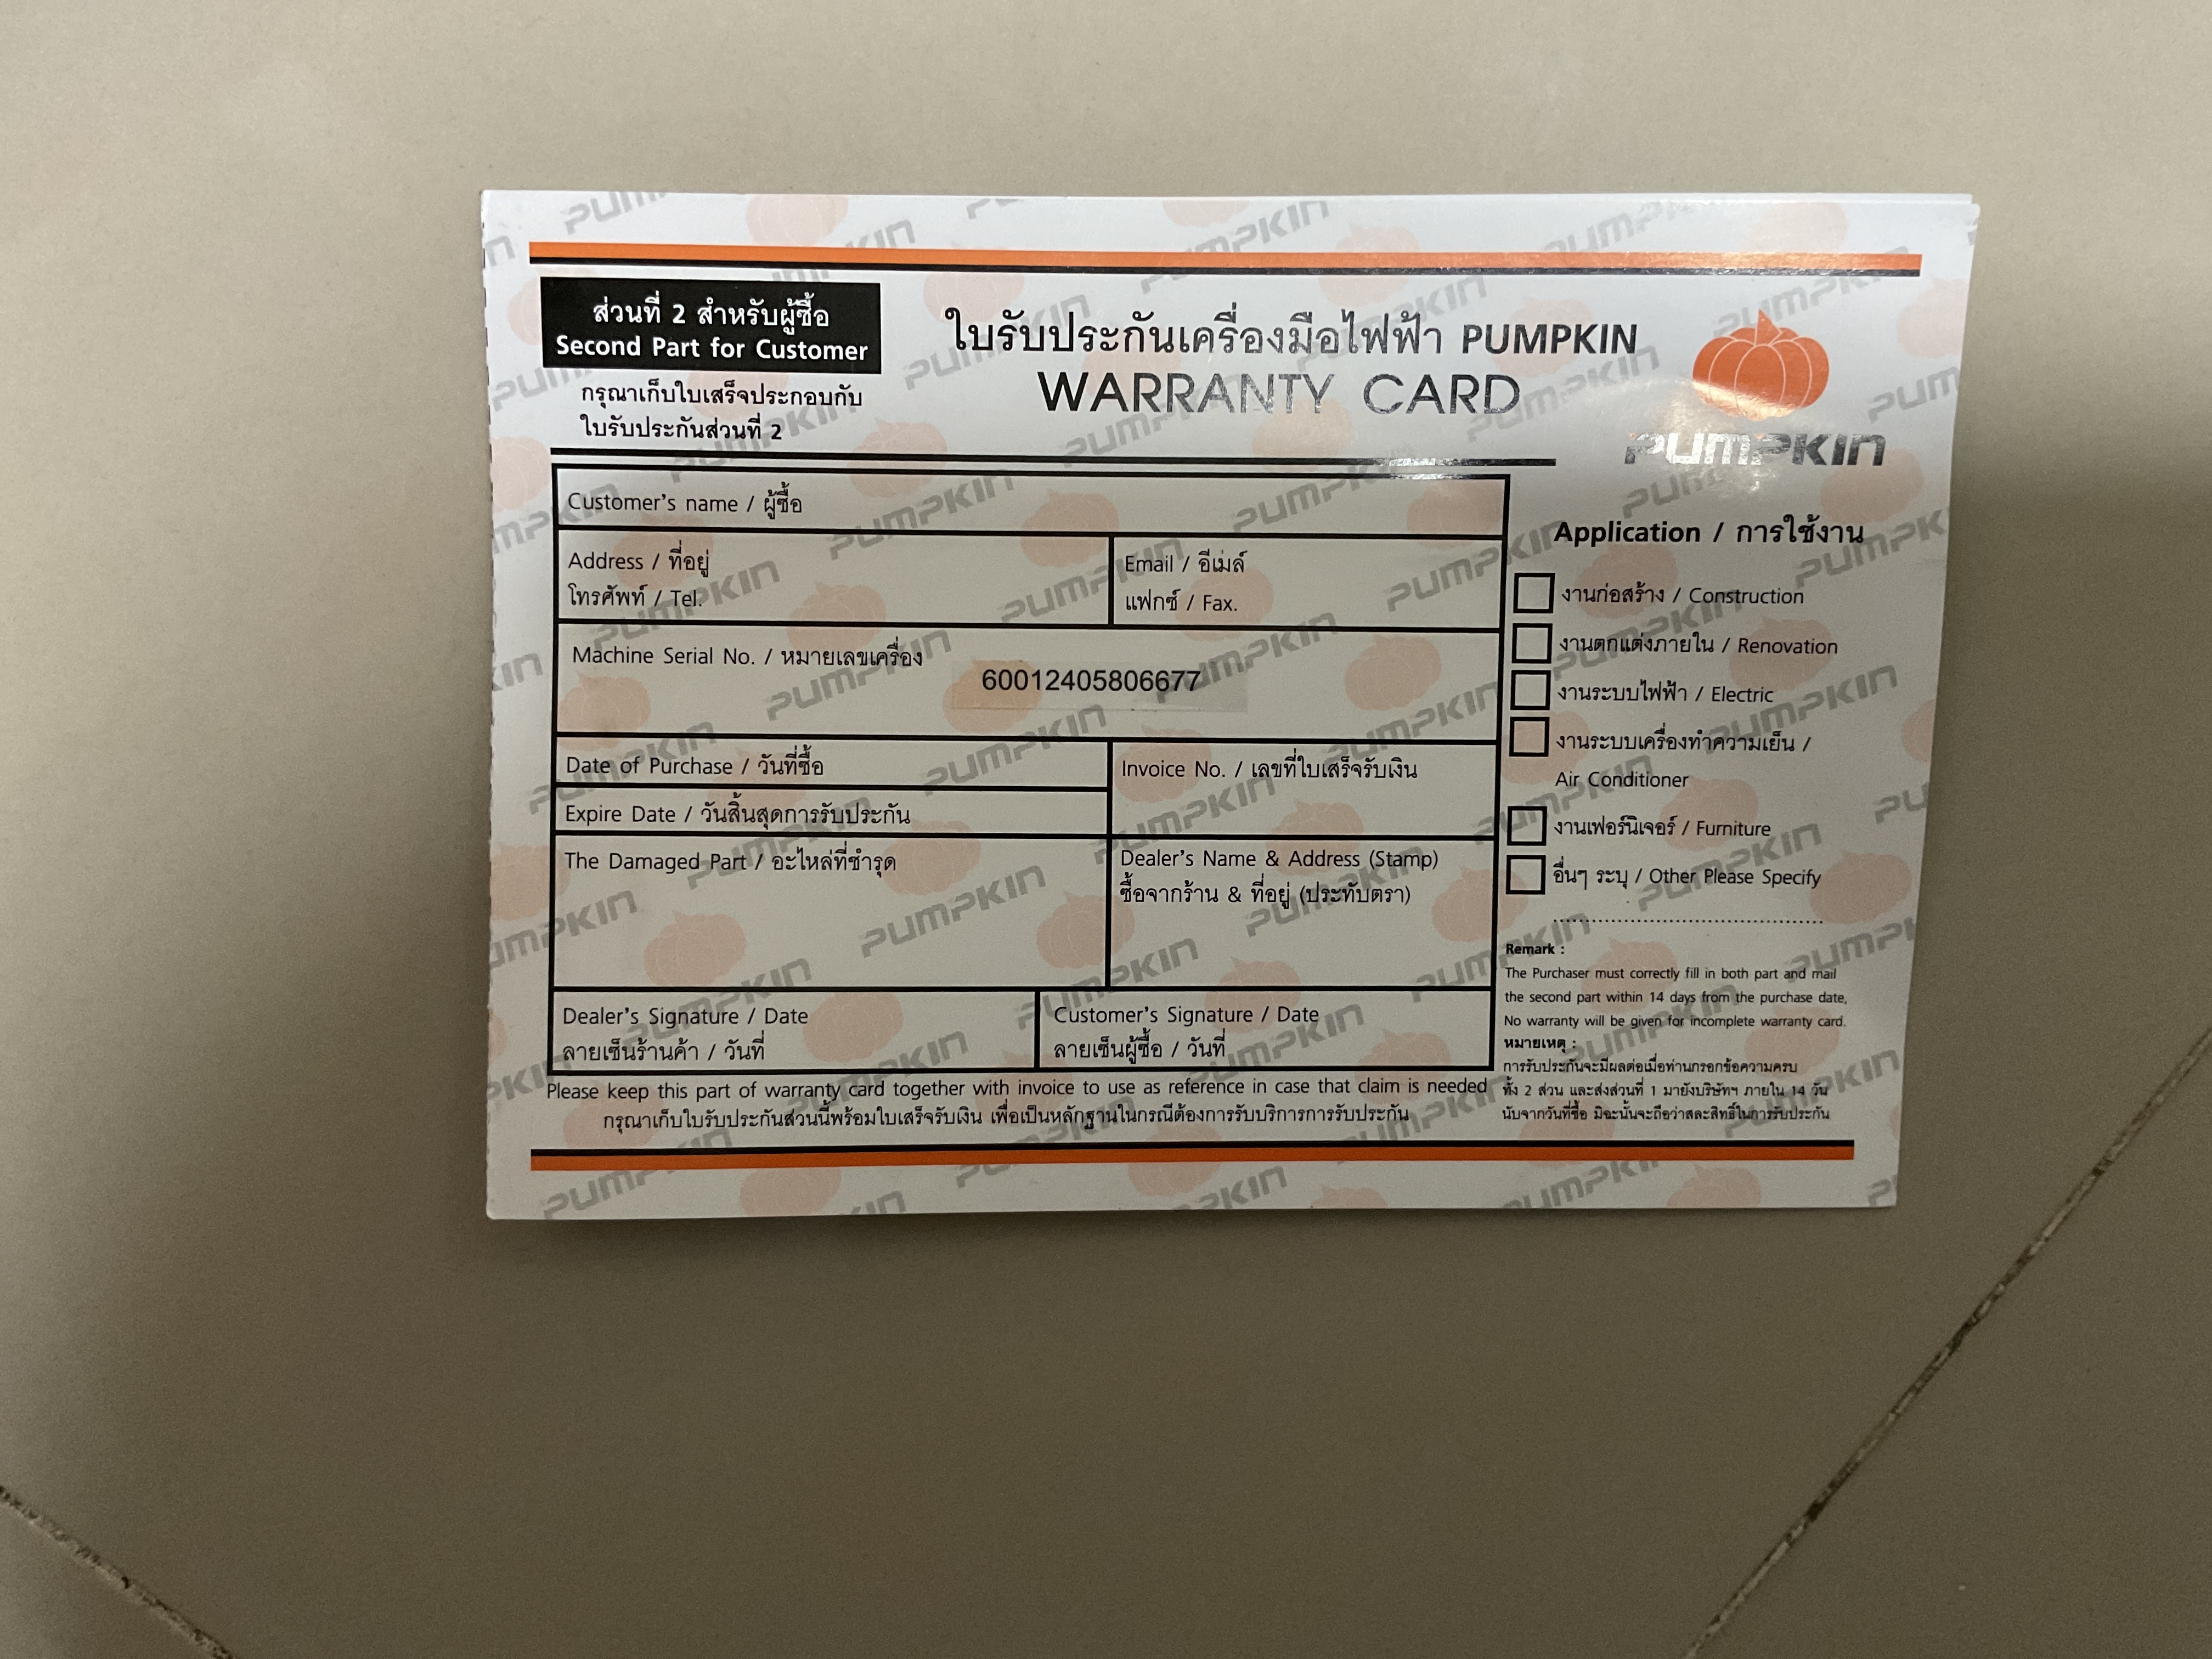 ส่วนที่ 2 สำหรับผู้ซื้อ
Second Part for Customer
กรุณาเก็บใบเสร็จประกอบกับ
ใบรับประกันส่วนที่ 2
ใบรับประกันเครื่องมือไฟฟ้า PUMPKIN
WARRANTY CARD
PUMPKIN
Customer's name / ผู้ซื้อ
Address / ที่อยู่
โทรศัพท์ / Tel.
Email / อีเมล์
แฟกซ์ / Fax.
Machine Serial No. / หมายเลขเครื่อง
60012405806677
Date of Purchase / วันที่ซื้อ
Expire Date / วันสิ้นสุดการรับประกัน
Invoice No. / เลขที่ใบเสร็จรับเงิน
The Damaged Part / อะไหล่ที่ชำรุด
Dealer's Name & Address (Stamp)
ซื้อจากร้าน & ที่อยู่ (ประทับตรา)
Dealer's Signature / Date
ลายเซ็นร้านค้า / วันที่
Customer's Signature / Date
ลายเซ็นผู้ซื้อ / วันที่
Please keep this part of warranty card together with invoice to use as reference in case that claim is needed
กรุณาเก็บใบรับประกันส่วนนี้พร้อมใบเสร็จรับเงิน เพื่อเป็นหลักฐานในกรณีต้องการรับบริการการรับประกัน
Application / การใช้งาน
งานก่อสร้าง / Construction
งานตกแต่งภายใน / Renovation
งานระบบไฟฟ้า / Electric
งานระบบเครื่องทำความเย็น /
Air Conditioner
งานเฟอร์นิเจอร์ / Furniture
อื่นๆ ระบุ / Other Please Specify
Remark :
The Purchaser must correctly fill in both part and mail
the second part within 14 days from the purchase date,
No warranty will be given for incomplete warranty card.
หมายเหตุ :
การรับประกันจะมีผลต่อเมื่อท่านกรอกข้อความครบ
ทั้ง 2 ส่วน และส่งส่วนที่ 1 มายังบริษัทฯ ภายใน 14 วัน
นับจากวันที่ซื้อ มิฉะนั้นจะถือว่าสละสิทธิ์ในการรับประกัน